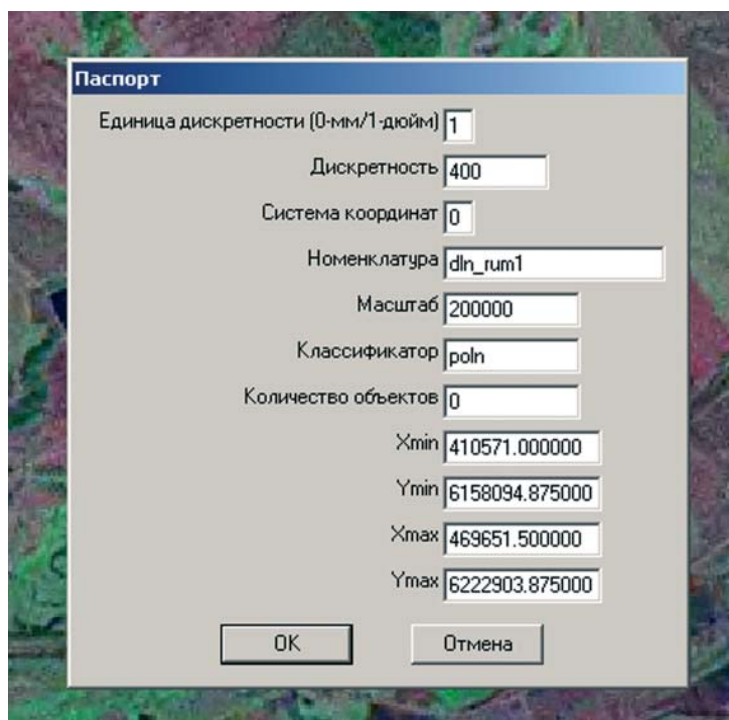 Паспорт
Единица дискретности (0-мм/1-дюйм) 1
Дискретность 400
Система координат 0
Номенклатура dln_rum1
Масштаб 200000
Классификатор poln
Количество объектов 0
Xmin 410571.000000
Ymin 6158094.875000
Xmax 469651.500000
Ymax 6222903.875000
OK Отмена